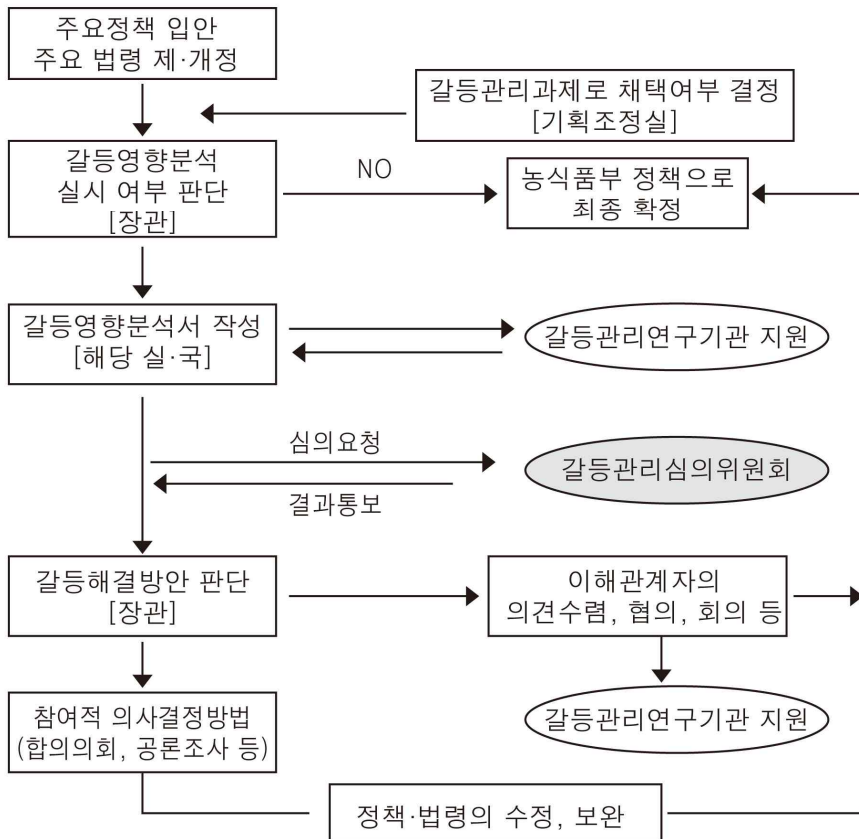 주요정책 입안
주요 법령 제·개정
갈등관리과제로 채택여부 결정
[기획조정실]
갈등영향분석
실시 여부 판단
[장관]
NO
농식품부 정책으로
최종 확정
갈등영향분석서 작성
[해당 실·국]
갈등관리연구기관 지원
심의요청
갈등관리심의위원회
결과통보
갈등해결방안 판단
[장관]
이해관계자의
의견수렴, 협의, 회의 등
참여적 의사결정방법
(합의의회, 공론조사 등)
갈등관리연구기관 지원
정책·법령의 수정, 보완